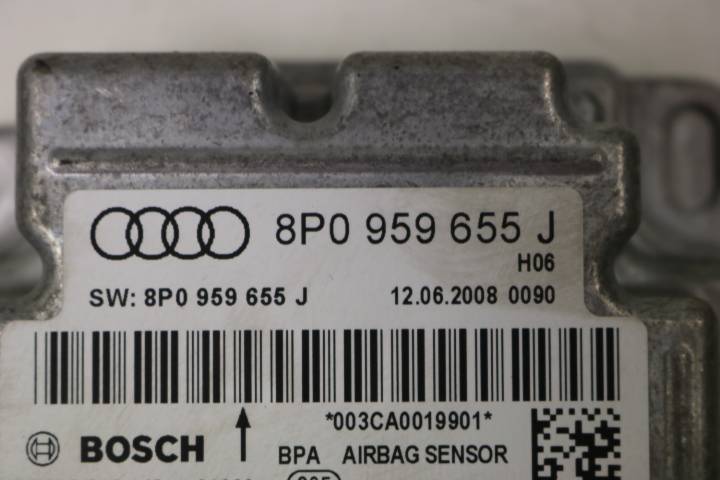 8P0 959 655 J
H06
SW: 8P0 959 655 J 12.06.2008 0090
*003CA0019901*
BOSCH BPA AIRBAG SENSOR